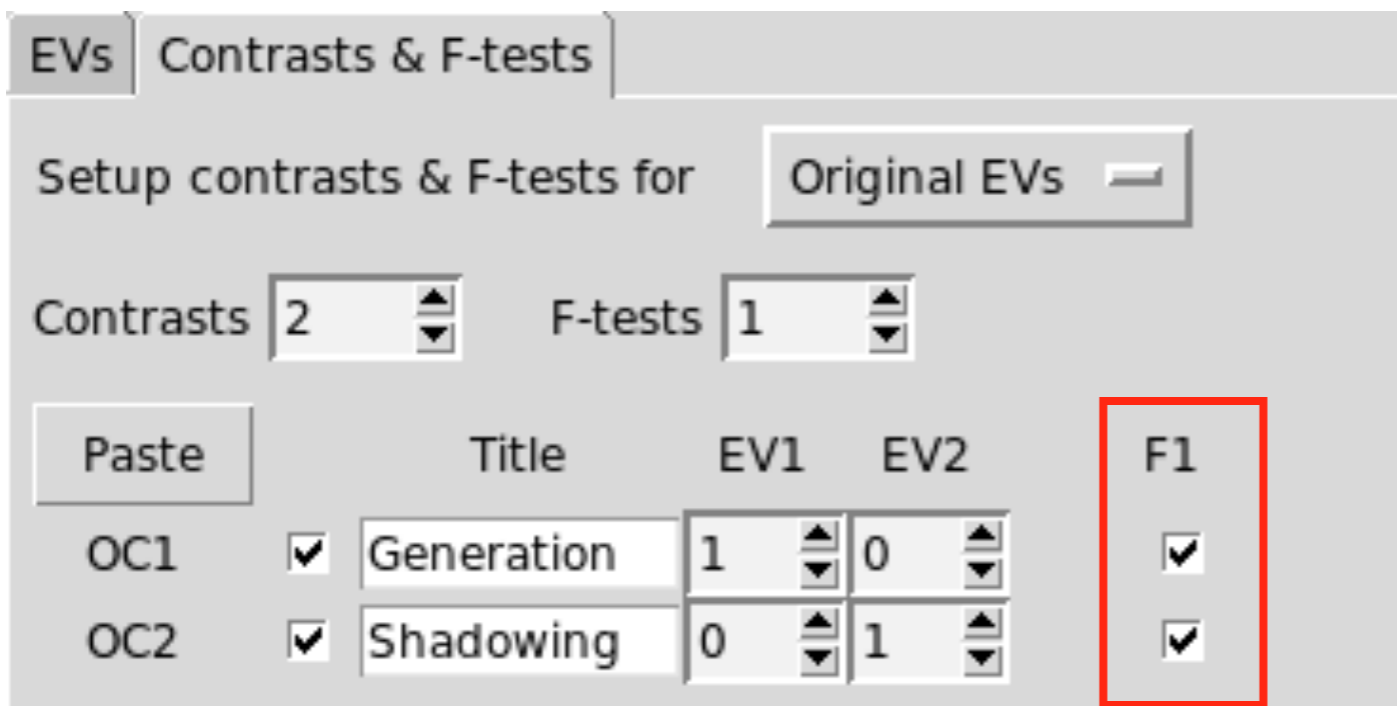 EVs Contrasts & F-tests
Setup contrasts & F-tests for Original EVs
Contrasts 2 F-tests 1
Paste Title EV1 EV2 F1
OC1 Generation 1 0
OC2 Shadowing 0 1